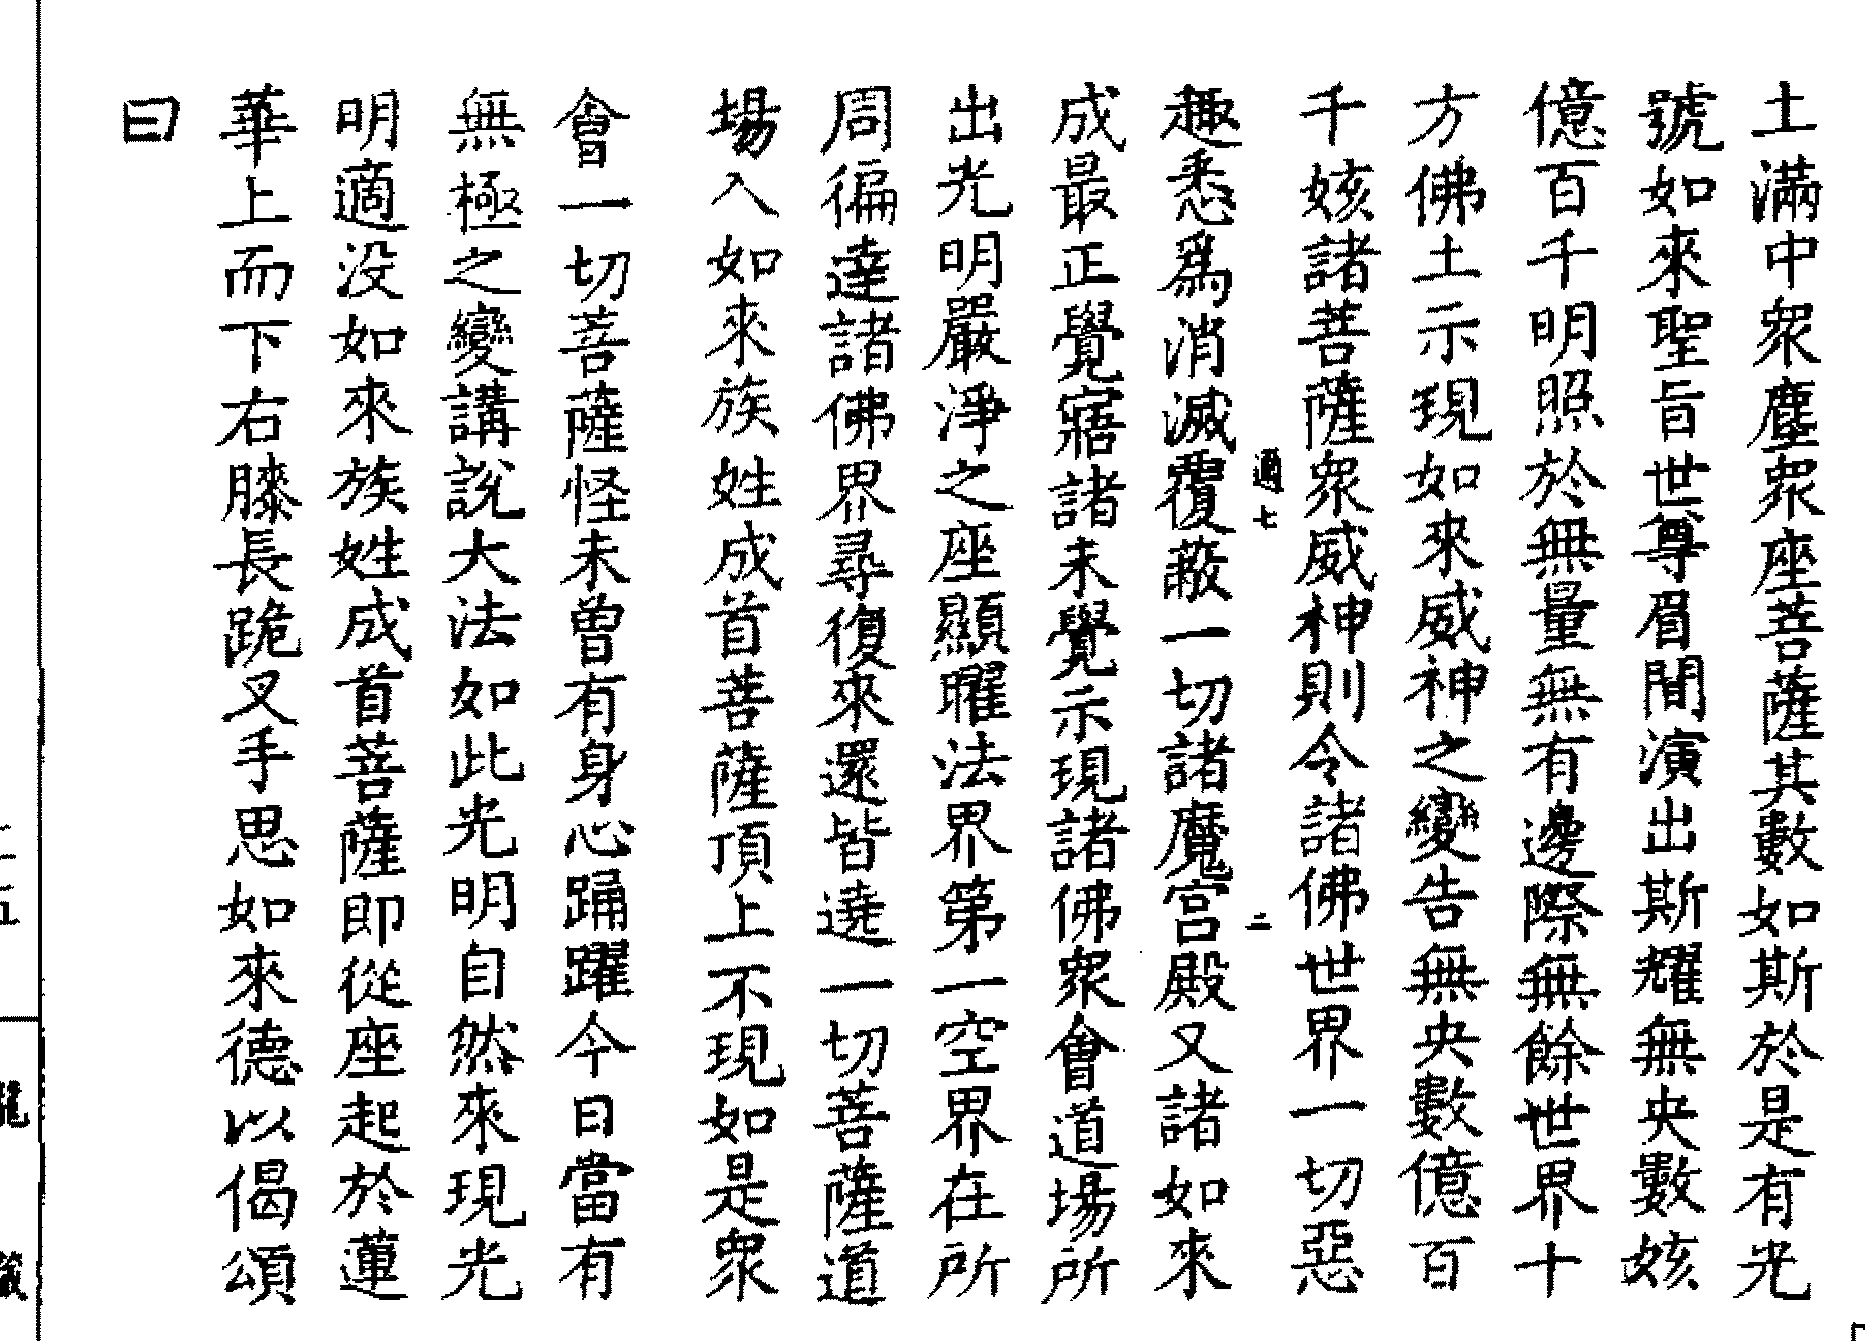 土滿中眾塵眾座菩薩其數如斯於是有光
號如來聖旨世尊眉間演出斯耀無央數姟
億百千明照於無量無有邊際無餘世界十
方佛土示現如來威神之變告無央數億百
千姟諸菩薩眾威神則令諸佛世界一切惡
通七 二
趣悉爲消滅覆蔽一切諸魔宮殿又諸如來
成最正覺寤諸未覺示現諸佛眾會道場所
出光明嚴淨之座顯曜法界第一空界在所
周徧達諸佛界尋復來還皆遶一切菩薩道
場入如來族姓成首菩薩頂上不現如是眾
會一切菩薩怪未曾有身心踊躍今日當有
無極之變講說大法如此光明自然來現光
明適没如來族姓成首菩薩即從座起於蓮
華上而下右膝長跪叉手思如來德以偈頌
曰